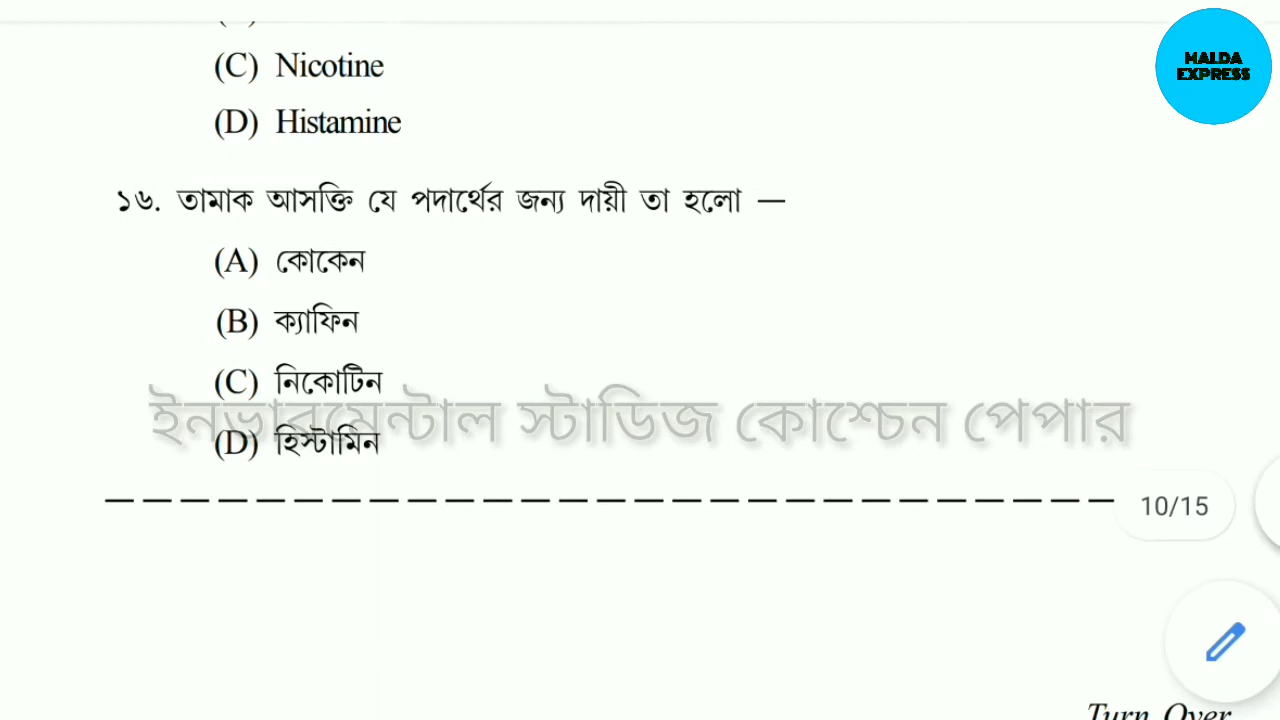 (C) Nicotine
MALDA
EXPRESS
(D) Histamine
১৬. তামাক আসক্তি যে পদার্থের জন্য দায়ী তা হলো —
(A) কোকেন
(B) ক্যাফিন
(C) নিকোটিন
ইনভারমেন্টাল স্টাডিজ কোশ্চেন পেপার
(D) হিস্টামিন
10/15
Turn Over